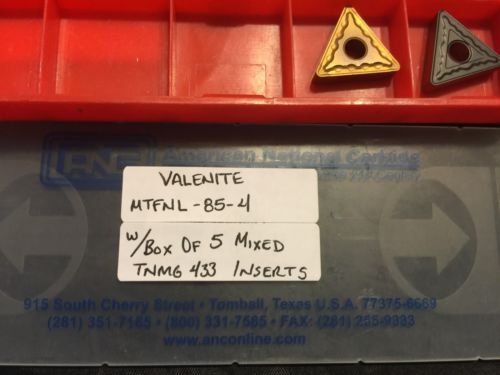 ANC American National Carbide
VALENITE
MTFNL-85-4
W/BOX OF 5 MIXED
TNMG 433 INSERTS
915 South Cherry Street • Tomball, Texas U.S.A. 77375-6669
(281) 351-7165 • (800) 331-7585 • FAX: (281) 255-9333
www.anconline.com